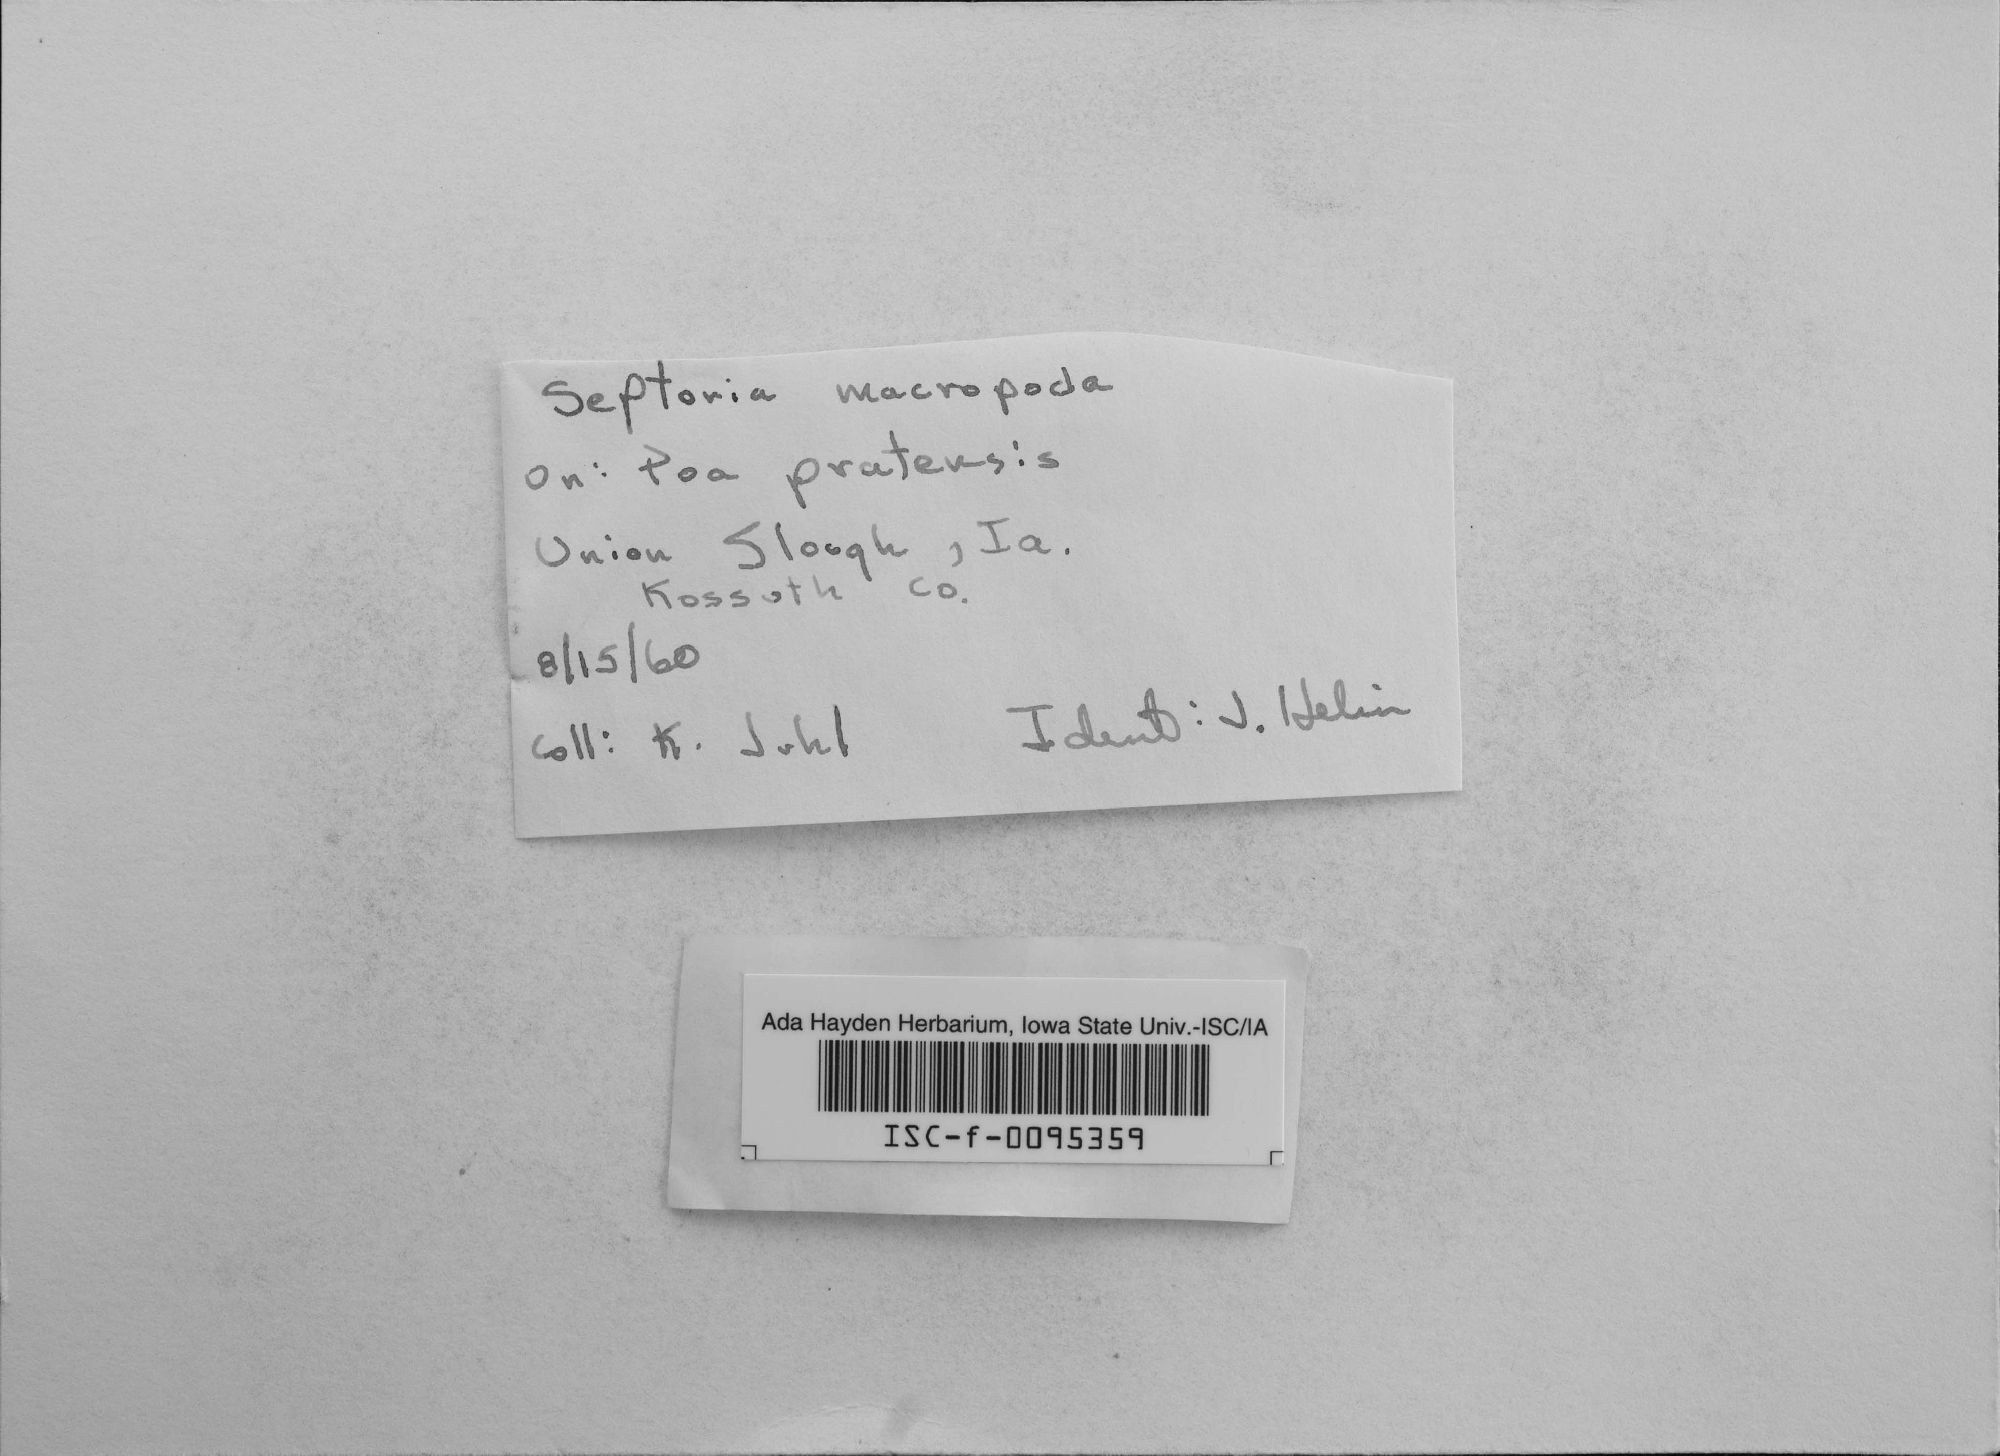 Septoria macropoda
On: Poa pratensis
Union Slough, Ia.
Kossuth Co.
8/15/60
Coll: K. Juhl Ident: J. Helin
Ada Hayden Herbarium, Iowa State Univ.-ISC/IA
ISC-f-0095359